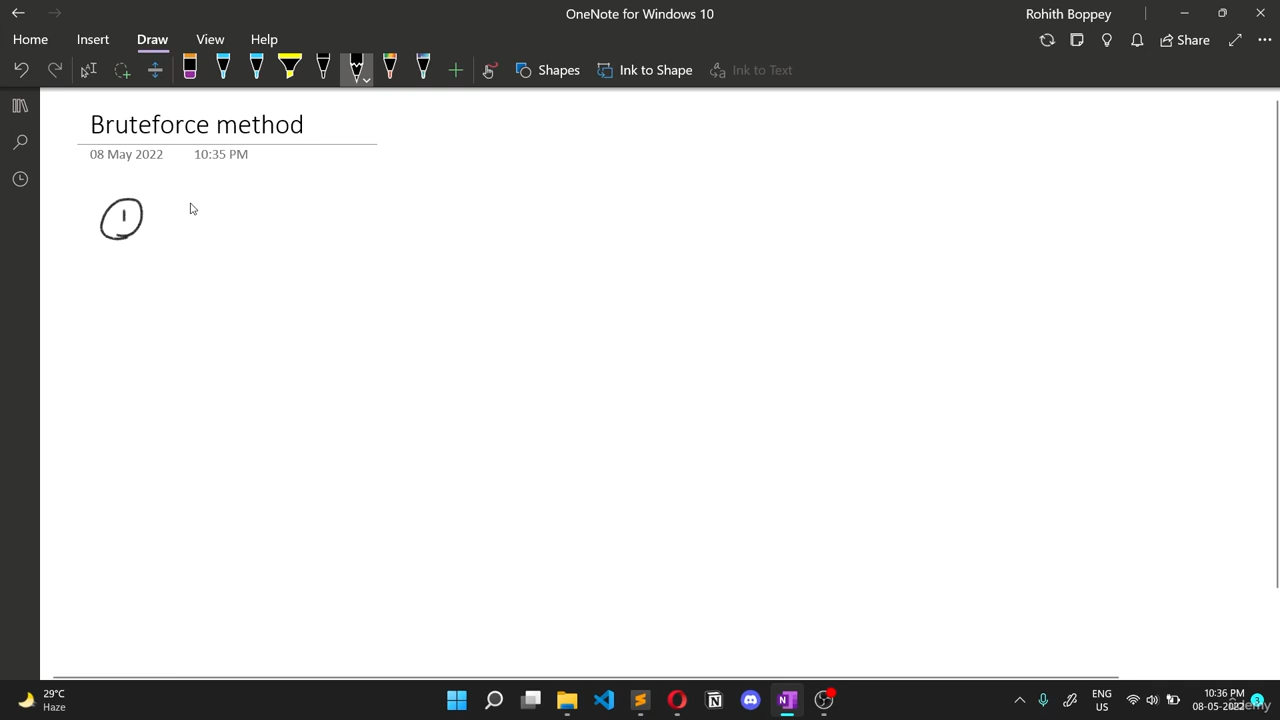 OneNote for Windows 10
Rohith Boppey
Home Insert Draw View Help
Share
Shapes Ink to Shape Ink to Text
Bruteforce method
08 May 2022 10:35 PM
1
29°C
Haze
ENG
US
10:36 PM
08-05-2022
3
Udemy